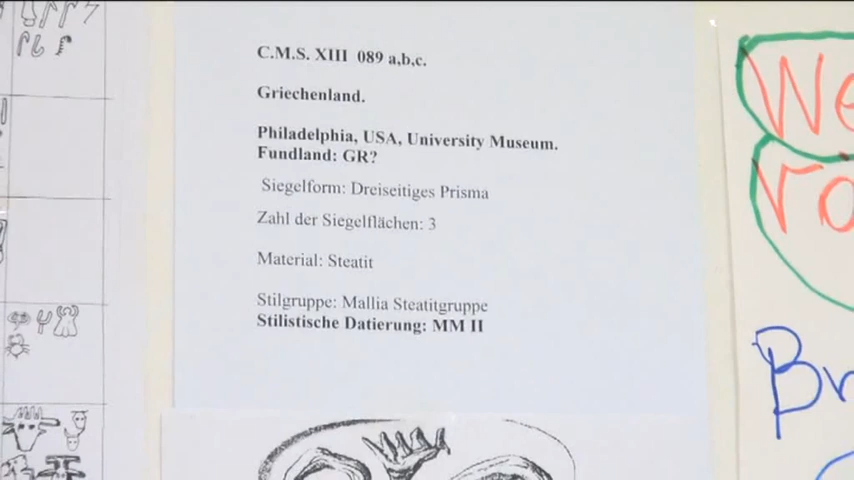 C.M.S. XIII 089 a,b,c.
Griechenland.
Philadelphia, USA, University Museum.
Fundland: GR?
Siegelform: Dreiseitiges Prisma
Zahl der Siegelflächen: 3
Material: Steatit
Stilgruppe: Mallia Steatitgruppe
Stilistische Datierung: MM II